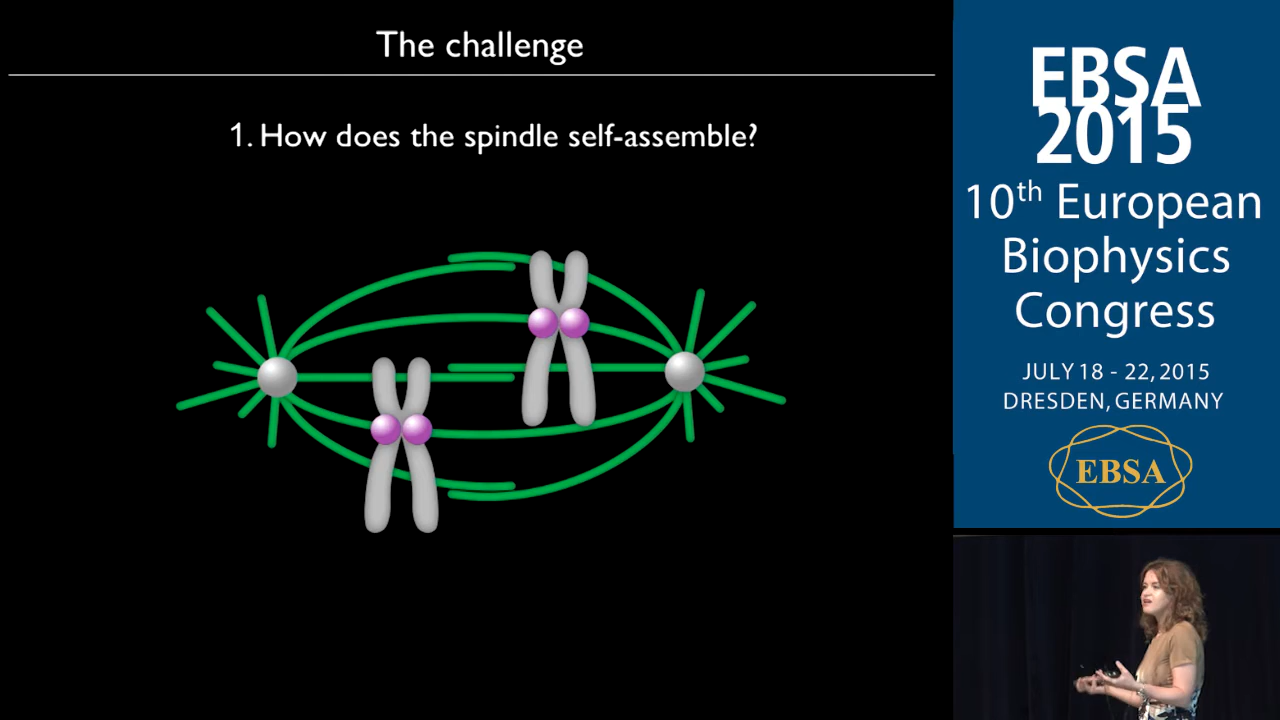 The challenge
1. How does the spindle self-assemble?
EBSA
2015
10th European
Biophysics
Congress
JULY 18 - 22, 2015
DRESDEN, GERMANY
EBSA